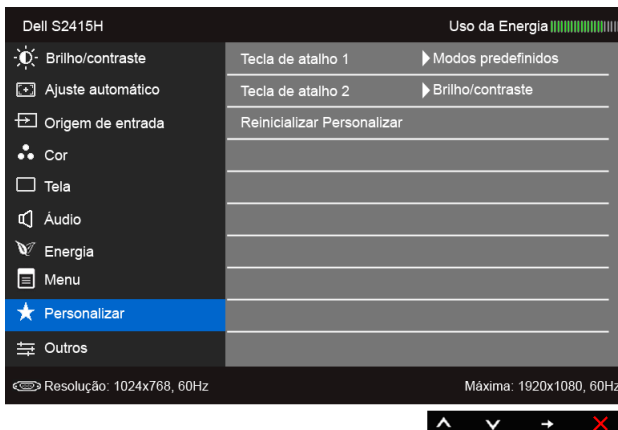 Dell S2415H Uso da Energia
Brilho/contraste
Ajuste automático
Origem de entrada
Cor
Tela
Áudio
Energia
Menu
Personalizar
Outros
Tecla de atalho 1 Modos predefinidos
Tecla de atalho 2 Brilho/contraste
Reinicializar Personalizar
Resolução: 1024x768, 60Hz Máxima: 1920x1080, 60Hz